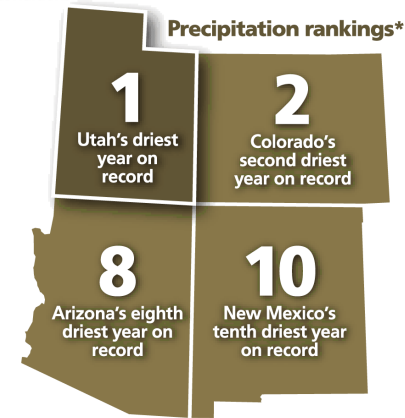 Precipitation rankings*
1
Utah's driest
year on
record
2
Colorado's
second driest
year on record
8
Arizona's eighth
driest year on
record
10
New Mexico's
tenth driest year
on record